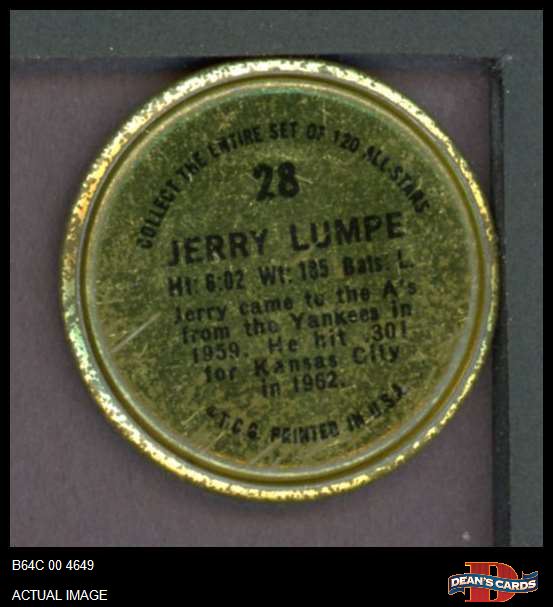 COLLECT THE ENTIRE SET OF 120 ALL-STARS
28
JERRY LUMPE
Ht: 6:02 Wt: 185 Bats: L.
Jerry came to the A's
from the Yankees in
1959. He hit .301
for Kansas City
in 1962.
©T.C.G. PRINTED IN U.S.A.
B64C 00 4649
ACTUAL IMAGE
D
DEAN'S CARDS